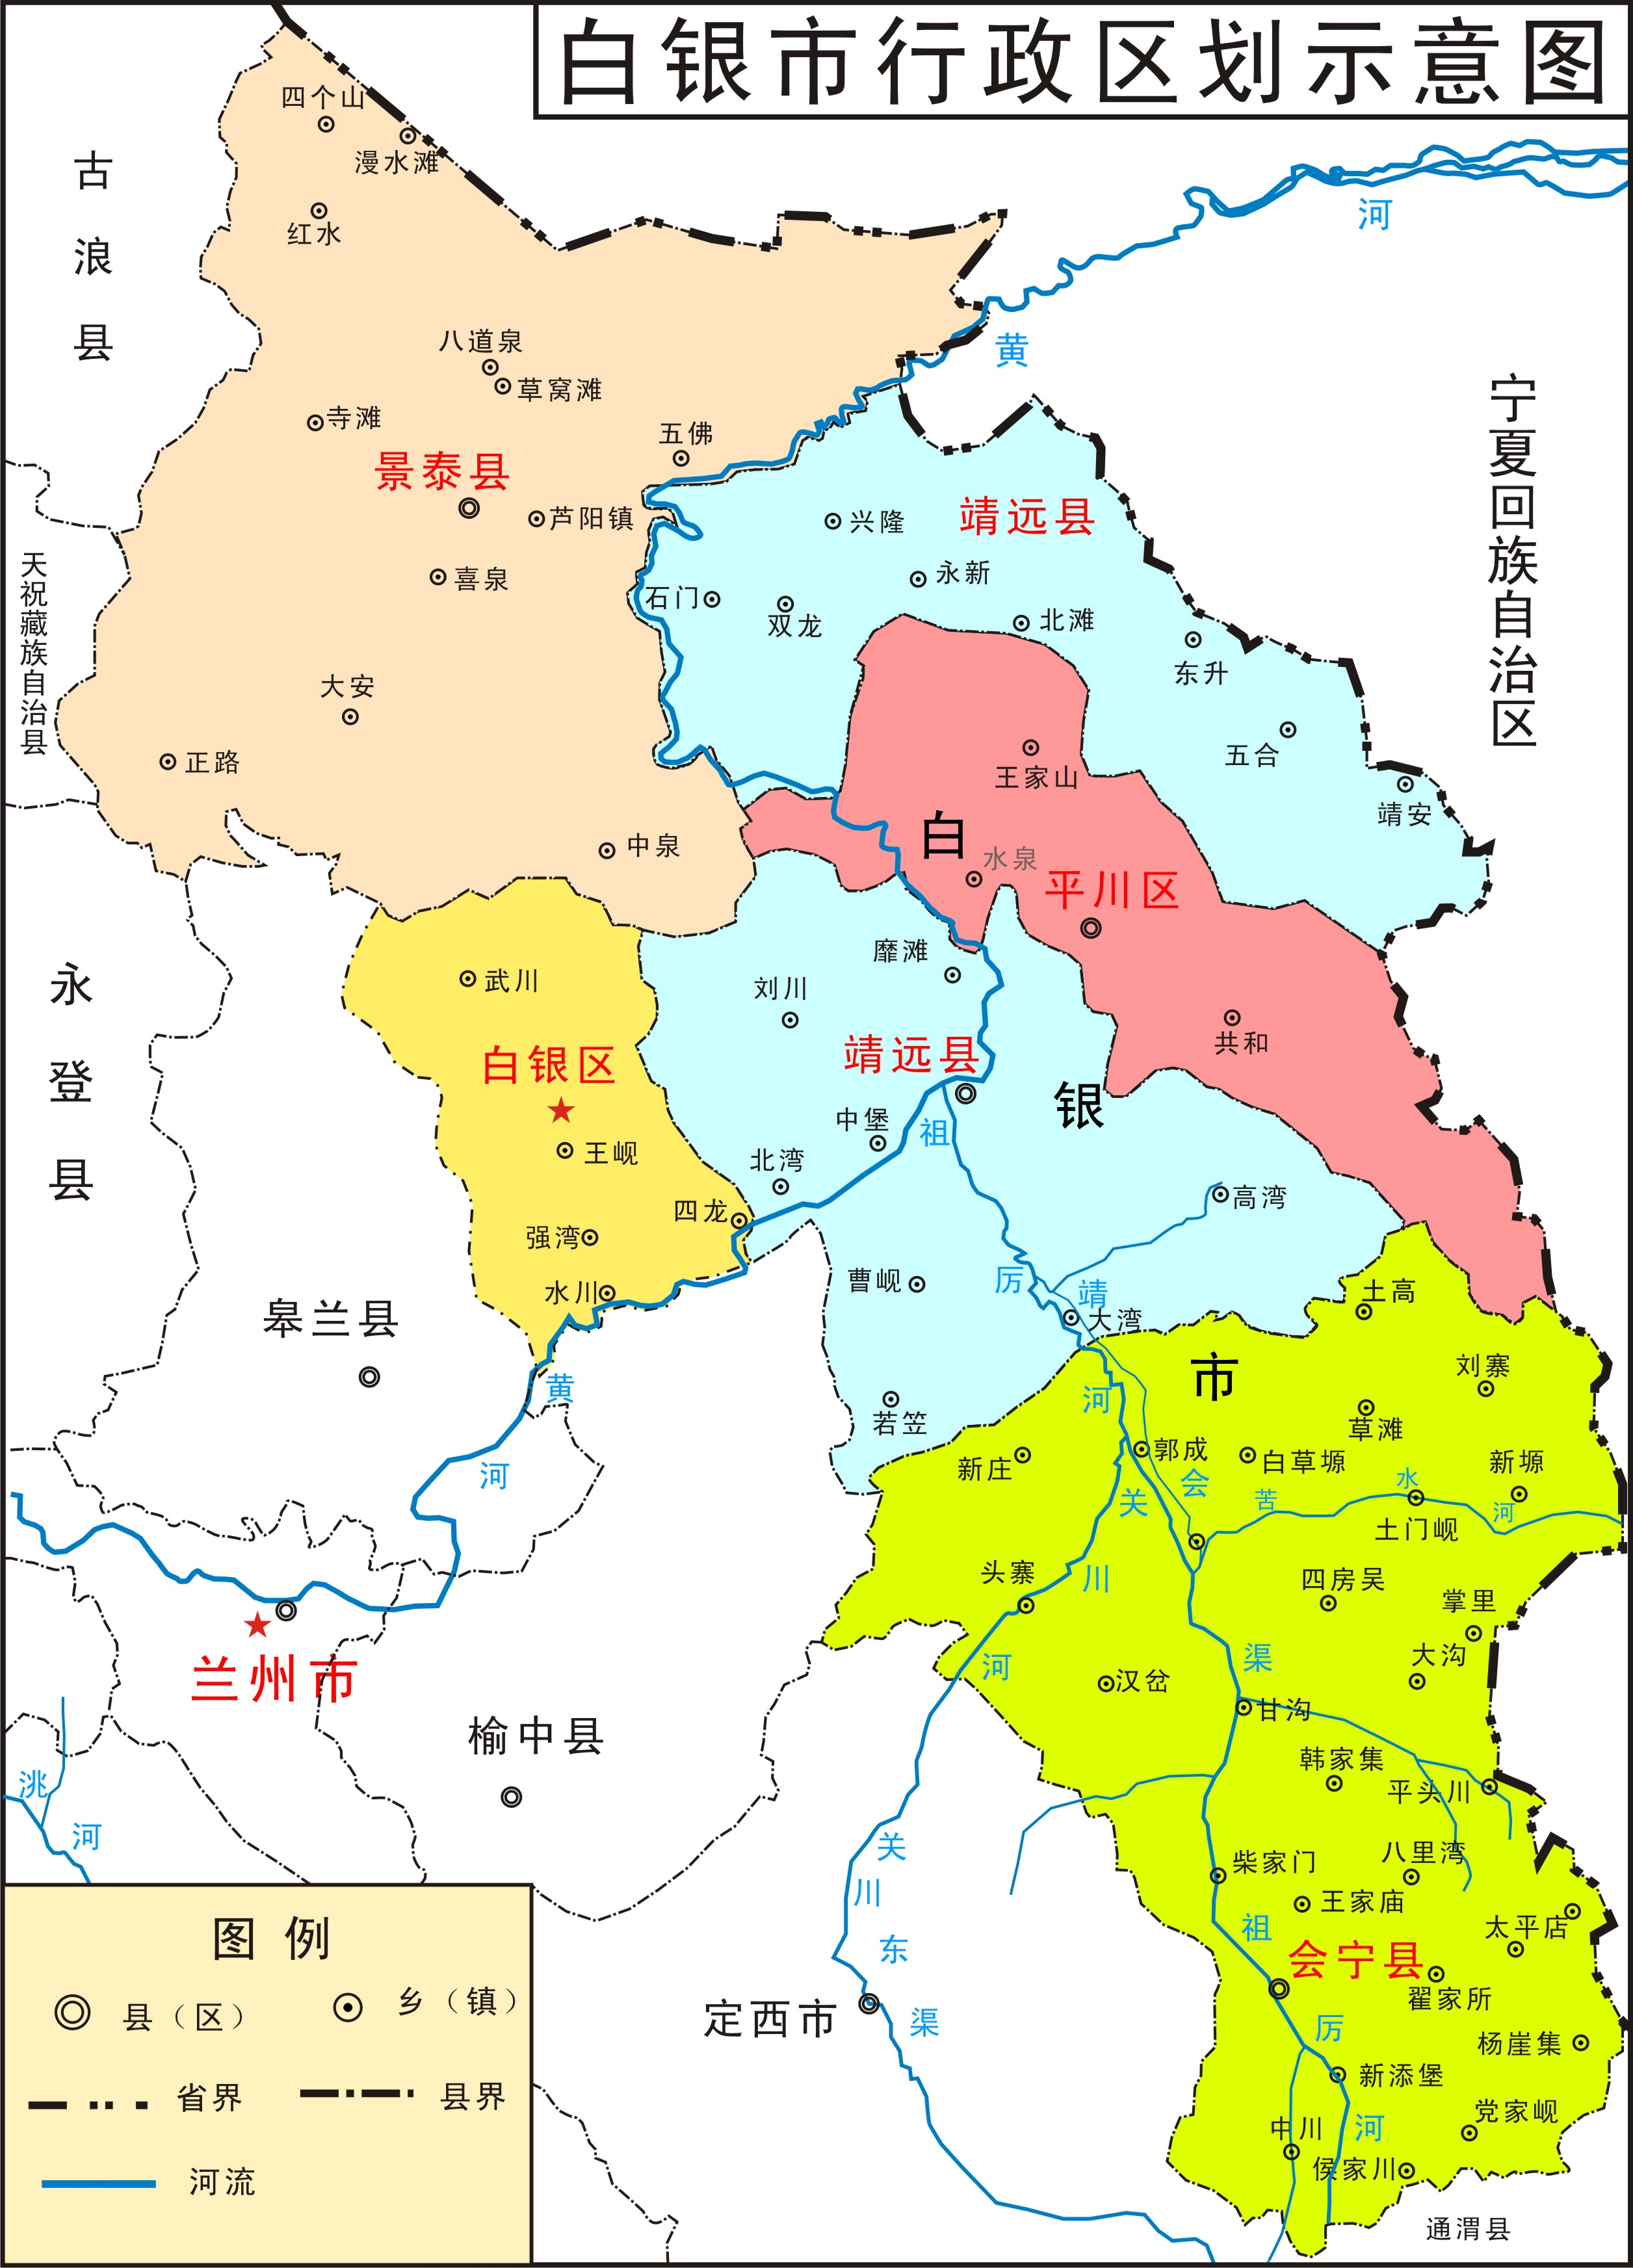 白银市行政区划示意图
四个山
漫水滩
古浪县
红水
河
黄
八道泉
草窝滩
寺滩
五佛
宁夏回族自治区
景泰县
芦阳镇
兴隆
靖远县
喜泉
石门
双龙
永新
北滩
东升
天祝藏族自治县
大安
正路
五合
王家山
靖安
中泉
白
水泉
平川区
永登县
武川
刘川
靡滩
共和
白银区
靖远县
银
王岘
中堡
祖
北湾
四龙
高湾
强湾
水川
曹岘
厉
靖
大湾
土高
皋兰县
黄
河
市
刘寨
若笠
草滩
河
新庄
郭成
白草塬
新塬
会
关
苦
水
河
土门岘
头寨
川
四房吴
掌里
兰州市
河
渠
大沟
汉岔
甘沟
榆中县
韩家集
平头川
洮
河
关
川
东
渠
柴家门
八里湾
王家庙
太平店
祖
会宁县
翟家所
定西市
厉
杨崖集
新添堡
党家岘
中川
河
侯家川
通渭县
图例
县（区）
乡（镇）
省界
县界
河流